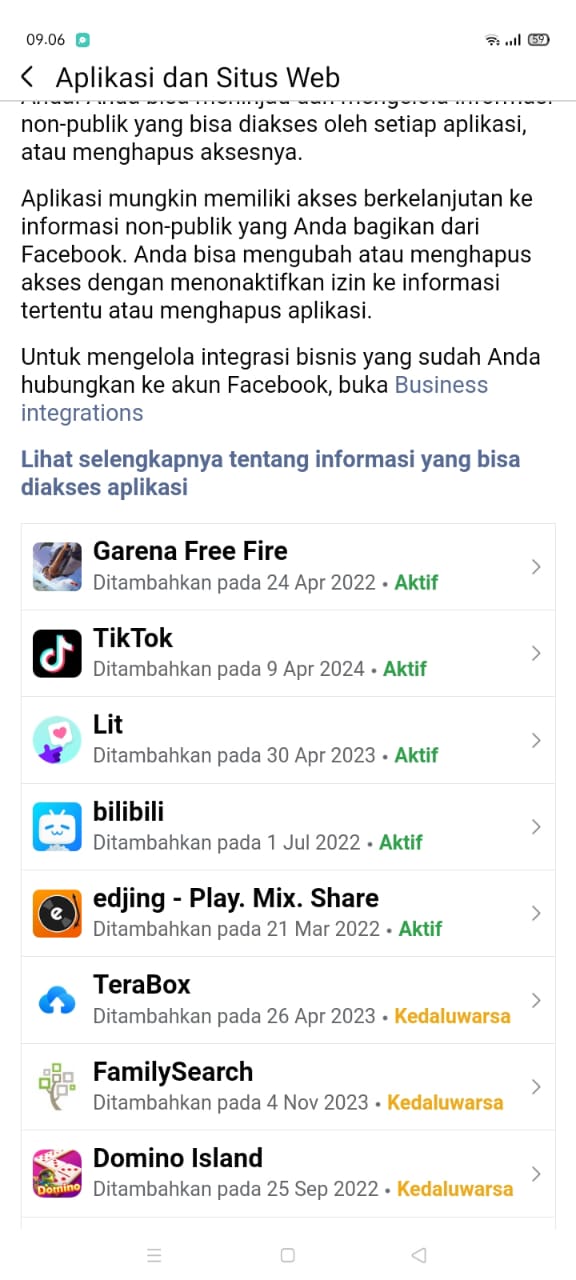 09.06
59
Aplikasi dan Situs Web
non-publik yang bisa diakses oleh setiap aplikasi,
atau menghapus aksesnya.
Aplikasi mungkin memiliki akses berkelanjutan ke
informasi non-publik yang Anda bagikan dari
Facebook. Anda bisa mengubah atau menghapus
akses dengan menonaktifkan izin ke informasi
tertentu atau menghapus aplikasi.
Untuk mengelola integrasi bisnis yang sudah Anda
hubungkan ke akun Facebook, buka Business
integrations
Lihat selengkapnya tentang informasi yang bisa
diakses aplikasi
Garena Free Fire
Ditambahkan pada 24 Apr 2022 • Aktif
TikTok
Ditambahkan pada 9 Apr 2024 • Aktif
Lit
Ditambahkan pada 30 Apr 2023 • Aktif
bilibili
Ditambahkan pada 1 Jul 2022 • Aktif
e
edjing - Play. Mix. Share
Ditambahkan pada 21 Mar 2022 • Aktif
TeraBox
Ditambahkan pada 26 Apr 2023 • Kedaluwarsa
FamilySearch
Ditambahkan pada 4 Nov 2023 • Kedaluwarsa
Domino
Domino Island
Ditambahkan pada 25 Sep 2022 • Kedaluwarsa